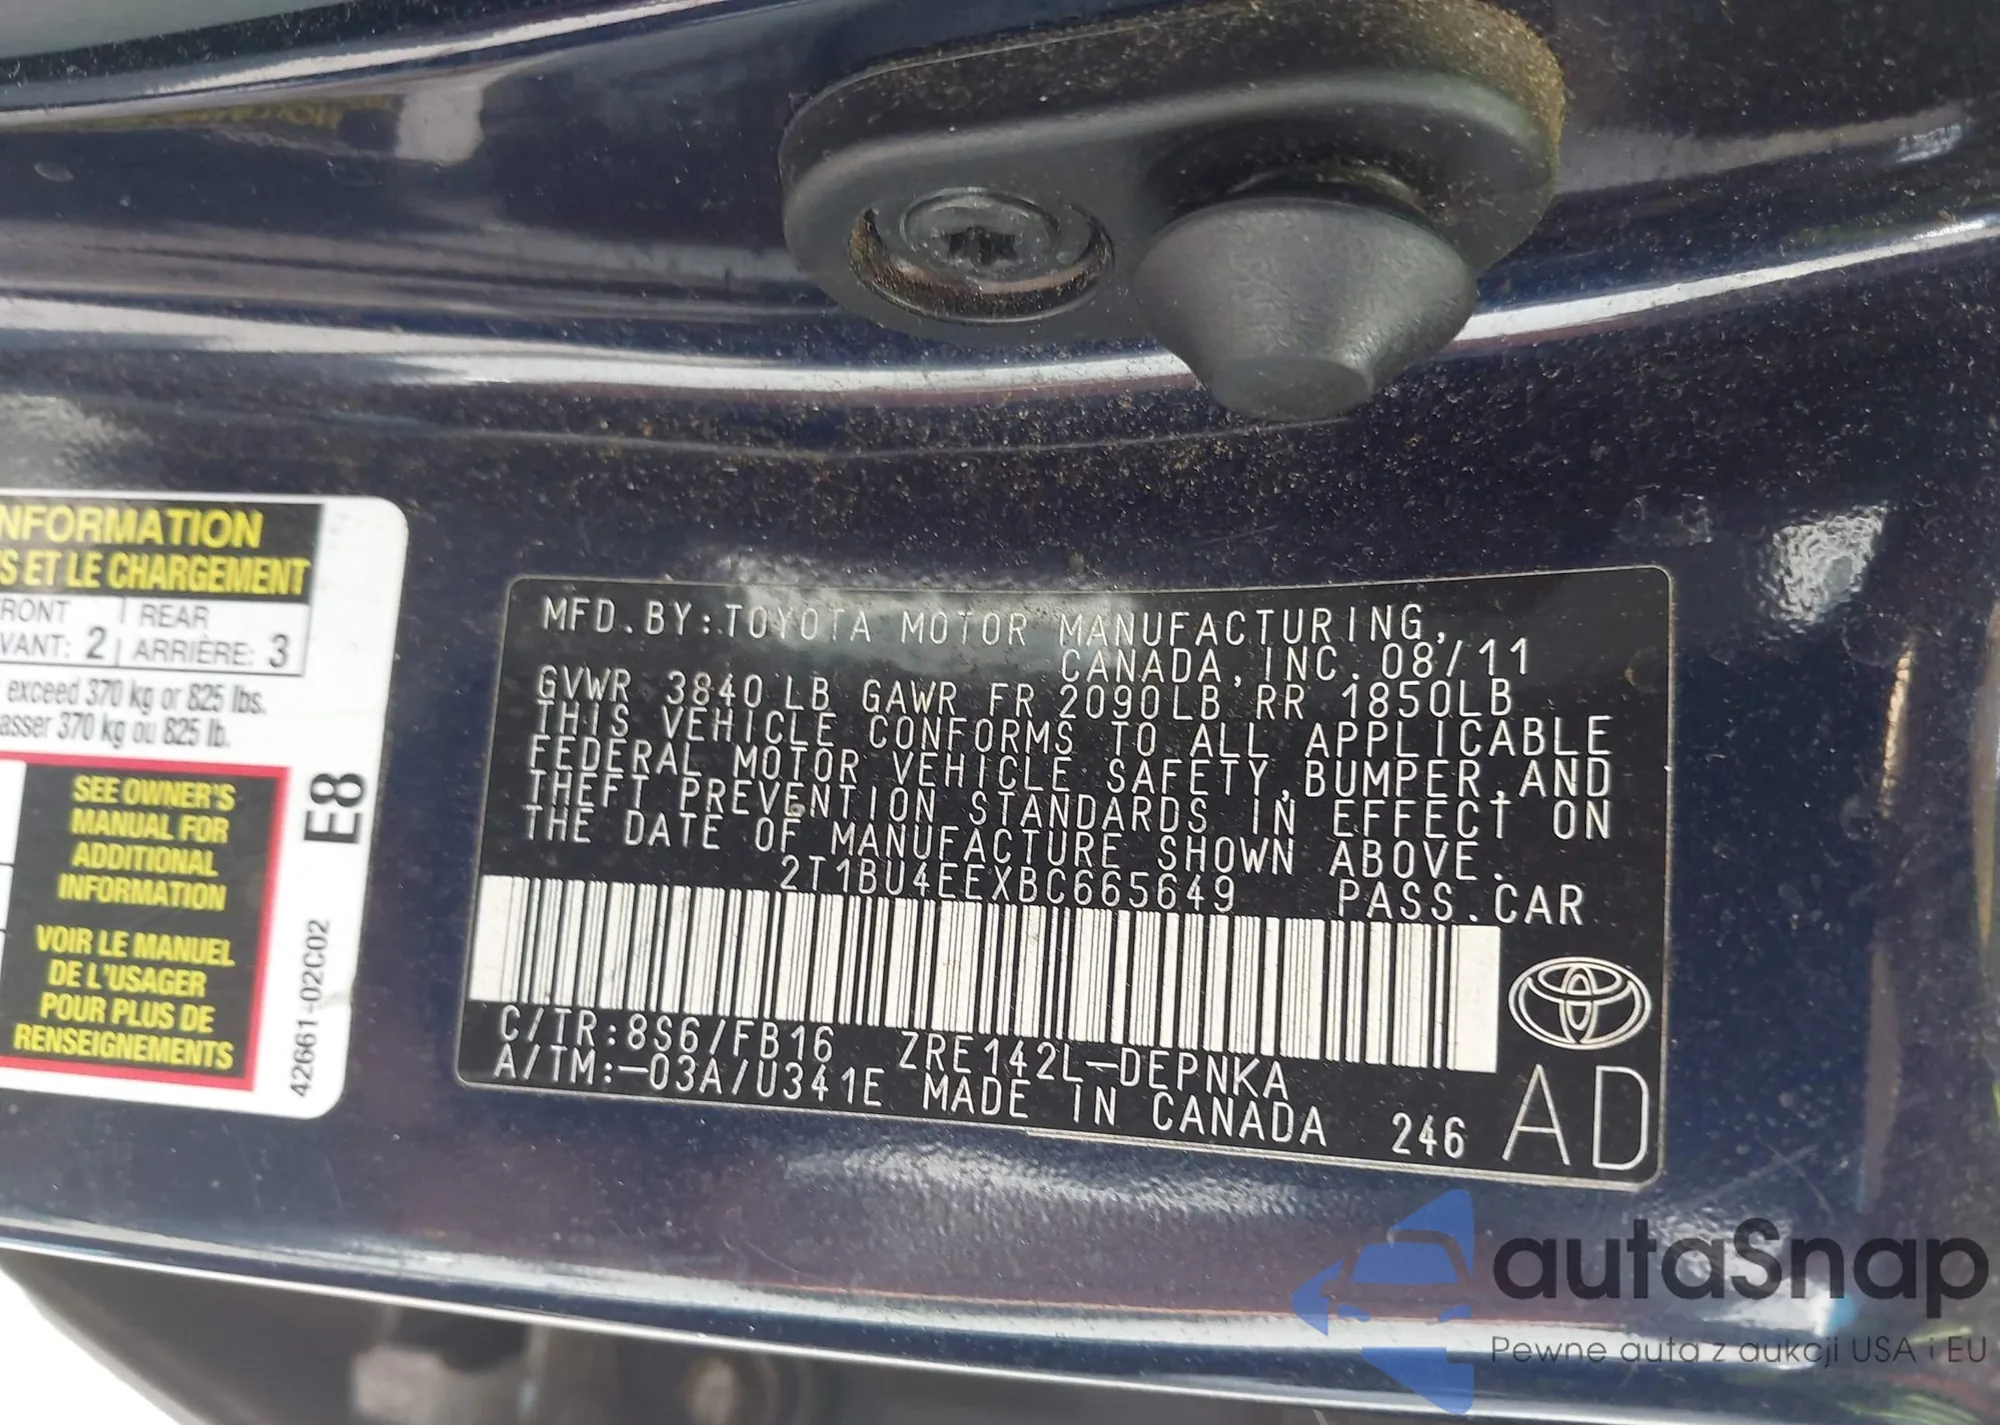 NFORMATION
S ET LE CHARGEMENT
RONT | REAR
VANT: 2 | ARRIÈRE: 3
exceed 370 kg or 825 lbs.
asser 370 kg ou 825 lb.
SEE OWNER'S
MANUAL FOR
ADDITIONAL
INFORMATION
VOIR LE MANUEL
DE L'USAGER
POUR PLUS DE
RENSEIGNEMENTS
E8
42661-02C02
MFD.BY:TOYOTA MOTOR MANUFACTURING,
CANADA,INC. 08/11
GVWR 3840LB GAWR FR 2090LB RR 1850LB
THIS VEHICLE CONFORMS TO ALL APPLICABLE
FEDERAL MOTOR VEHICLE SAFETY,BUMPER,AND
THEFT PREVENTION STANDARDS IN EFFECT ON
THE DATE OF MANUFACTURE SHOWN ABOVE.
2T1BU4EEXBC665649 PASS.CAR
C/TR:8S6/FB16 ZRE142L-DEPNKA
A/TM:-03A/U341E MADE IN CANADA 246 AD
autaSnap
Pewne auta z aukcji USA i EU